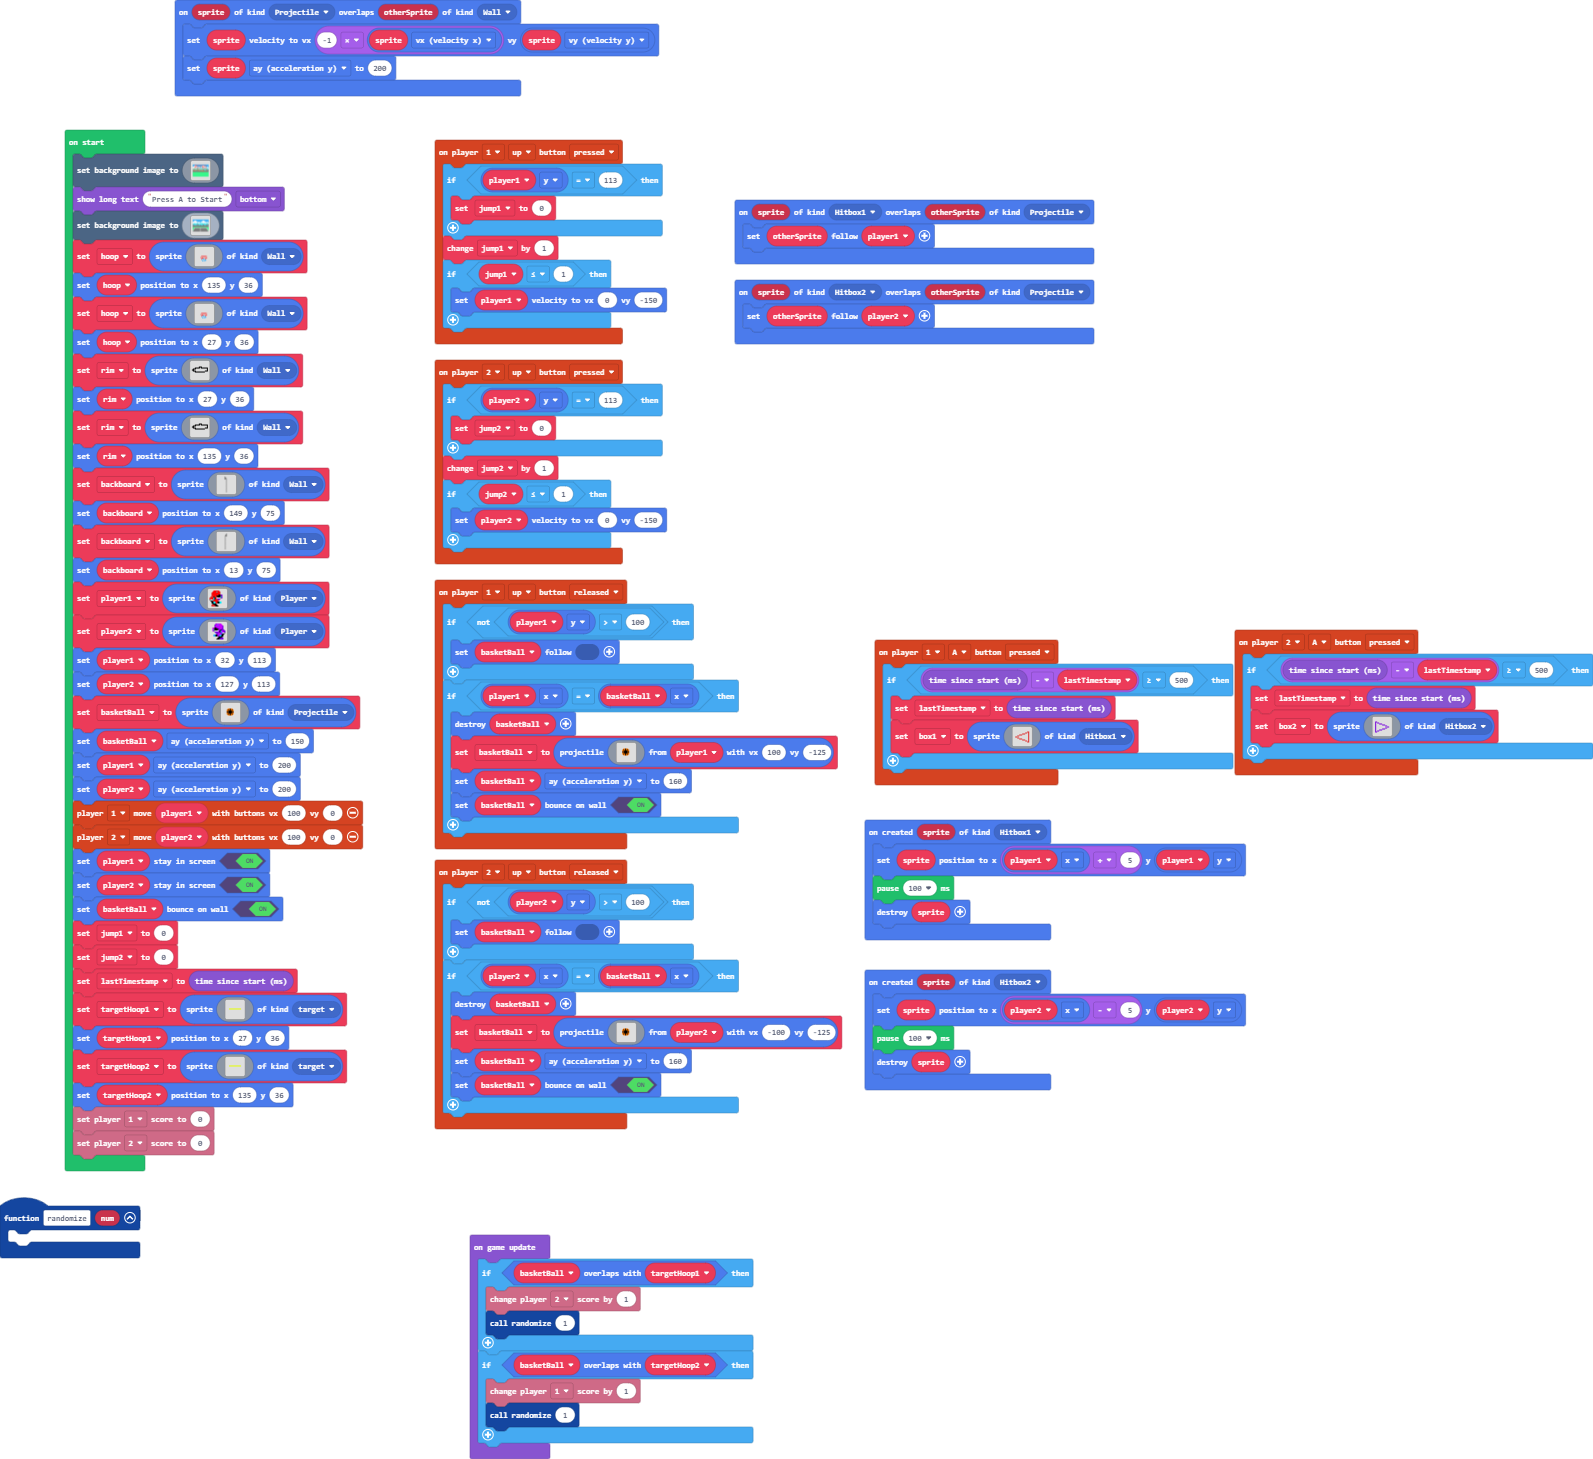 on sprite of kind Projectile overlaps otherSprite of kind Wall
set sprite velocity to vx -1 × sprite vx (velocity x) vy sprite vy (velocity y)
set sprite ay (acceleration y) to 200
on start
set background image to
show long text "Press A to Start" bottom
set background image to
set hoop to sprite of kind Wall
set hoop position to x 135 y 36
set hoop to sprite of kind Wall
set hoop position to x 27 y 36
set rim to sprite of kind Wall
set rim position to x 27 y 36
set rim to sprite of kind Wall
set rim position to x 135 y 36
set backboard to sprite of kind Wall
set backboard position to x 149 y 75
set backboard to sprite of kind Wall
set backboard position to x 13 y 75
set player1 to sprite of kind Player
set player2 to sprite of kind Player
set player1 position to x 32 y 113
set player2 position to x 127 y 113
set basketBall to sprite of kind Projectile
set basketBall ay (acceleration y) to 150
set player1 ay (acceleration y) to 200
set player2 ay (acceleration y) to 200
player 1 move player1 with buttons vx 100 vy 0
player 2 move player2 with buttons vx 100 vy 0
set player1 stay in screen ON
set player2 stay in screen ON
set basketBall bounce on wall ON
set jump1 to 0
set jump2 to 0
set lastTimestamp to time since start (ms)
set targetHoop1 to sprite of kind target
set targetHoop1 position to x 27 y 36
set targetHoop2 to sprite of kind target
set targetHoop2 position to x 135 y 36
set player 1 score to 0
set player 2 score to 0
function randomize num
on player 1 up button pressed
if player1 y = 113 then
set jump1 to 0
change jump1 by 1
if jump1 ≤ 1 then
set player1 velocity to vx 0 vy -150
on player 2 up button pressed
if player2 y = 113 then
set jump2 to 0
change jump2 by 1
if jump2 ≤ 1 then
set player2 velocity to vx 0 vy -150
on player 1 up button released
if not player1 y > 100 then
set basketBall follow
if player1 x = basketBall x then
destroy basketBall
set basketBall to projectile from player1 with vx 100 vy -125
set basketBall ay (acceleration y) to 160
set basketBall bounce on wall ON
on player 2 up button released
if not player2 y > 100 then
set basketBall follow
if player2 x = basketBall x then
destroy basketBall
set basketBall to projectile from player2 with vx -100 vy -125
set basketBall ay (acceleration y) to 160
set basketBall bounce on wall ON
on game update
if basketBall overlaps with targetHoop1 then
change player 2 score by 1
call randomize 1
if basketBall overlaps with targetHoop2 then
change player 1 score by 1
call randomize 1
on sprite of kind Hitbox1 overlaps otherSprite of kind Projectile
set otherSprite follow player1
on sprite of kind Hitbox2 overlaps otherSprite of kind Projectile
set otherSprite follow player2
on player 1 A button pressed
if time since start (ms) - lastTimestamp ≥ 500 then
set lastTimestamp to time since start (ms)
set box1 to sprite of kind Hitbox1
on player 2 A button pressed
if time since start (ms) - lastTimestamp ≥ 500 then
set lastTimestamp to time since start (ms)
set box2 to sprite of kind Hitbox2
on created sprite of kind Hitbox1
set sprite position to x player1 x + 5 y player1 y
pause 100 ms
destroy sprite
on created sprite of kind Hitbox2
set sprite position to x player2 x - 5 y player2 y
pause 100 ms
destroy sprite